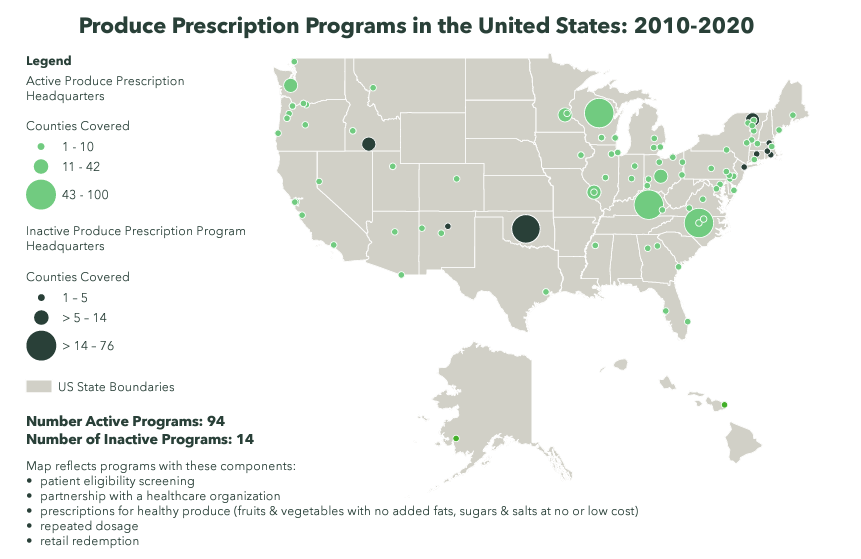 Produce Prescription Programs in the United States: 2010-2020
Legend
Active Produce Prescription
Headquarters
Counties Covered
1 - 10
11 - 42
43 - 100
Inactive Produce Prescription Program
Headquarters
Counties Covered
1 – 5
> 5 – 14
> 14 – 76
US State Boundaries
Number Active Programs: 94
Number of Inactive Programs: 14
Map reflects programs with these components:
• patient eligibility screening
• partnership with a healthcare organization
• prescriptions for healthy produce (fruits & vegetables with no added fats, sugars & salts at no or low cost)
• repeated dosage
• retail redemption